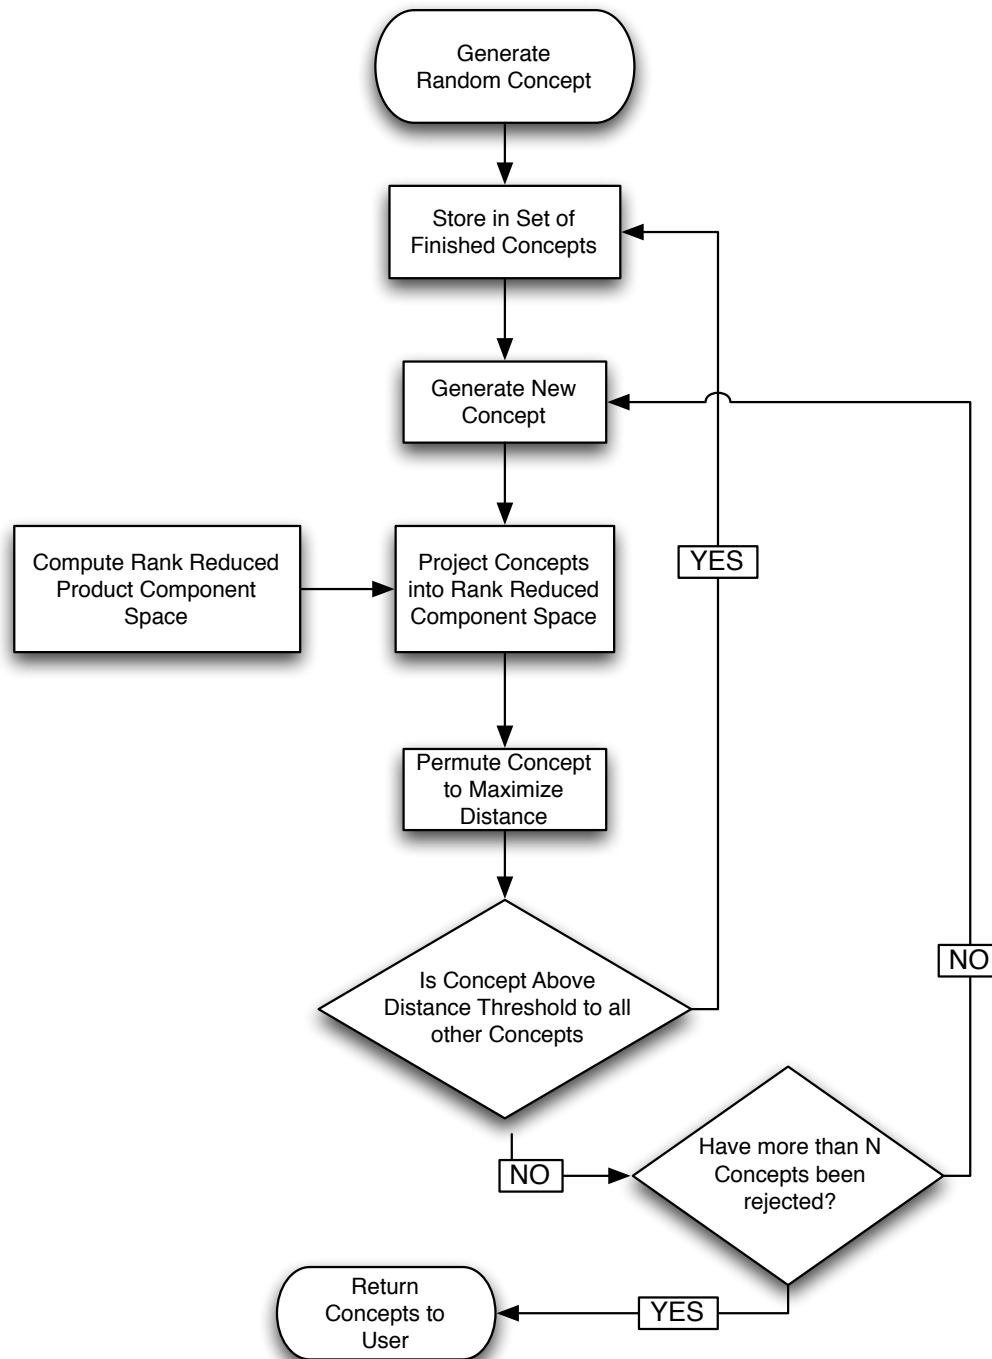 Generate
Random Concept
Store in Set of
Finished Concepts
Generate New
Concept
Compute Rank Reduced
Product Component
Space
Project Concepts
into Rank Reduced
Component Space
YES
Permute Concept
to Maximize
Distance
Is Concept Above
Distance Threshold to all
other Concepts
NO
Have more than N
Concepts been
rejected?
NO
Return
Concepts to
User
YES